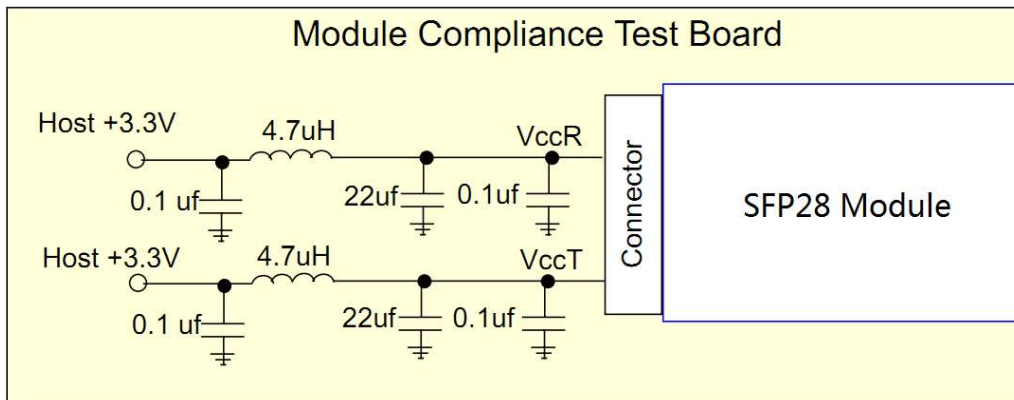 Module Compliance Test Board
Host +3.3V
4.7uH
VccR
0.1 uf
22uf
0.1uf
Connector
SFP28 Module
Host +3.3V
4.7uH
VccT
0.1 uf
22uf
0.1uf